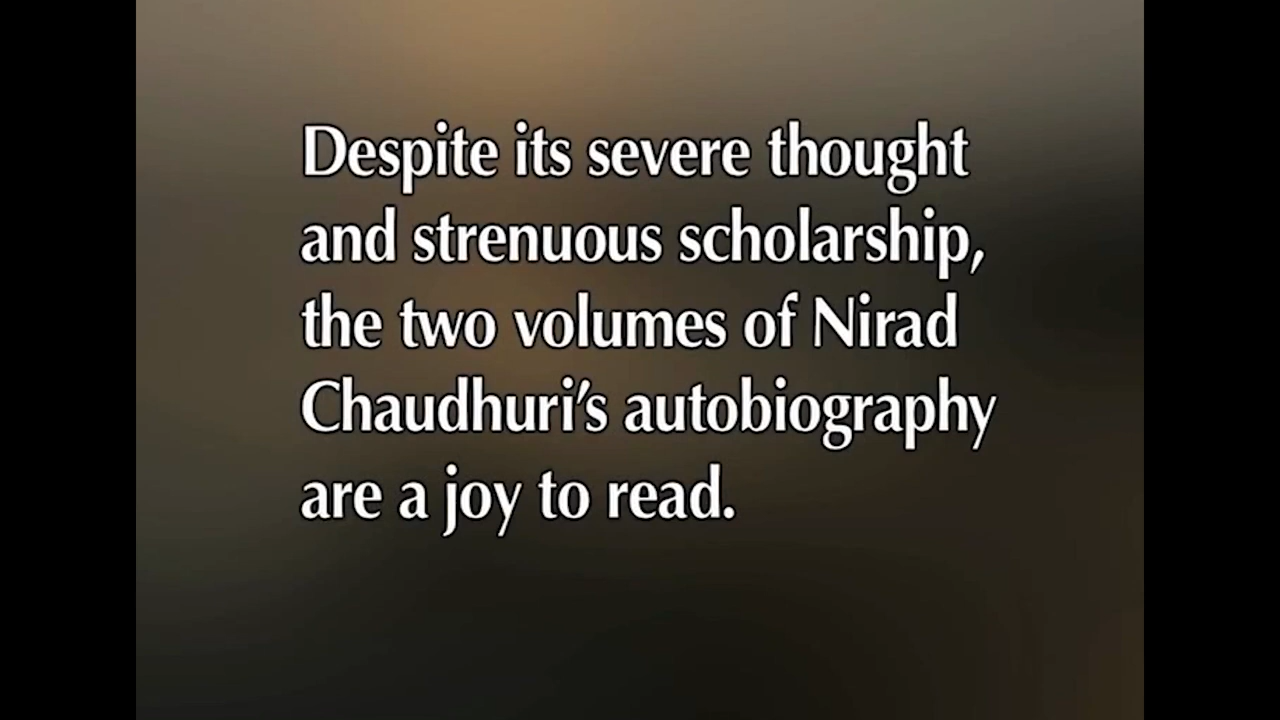 Despite its severe thought
and strenuous scholarship,
the two volumes of Nirad
Chaudhuri's autobiography
are a joy to read.